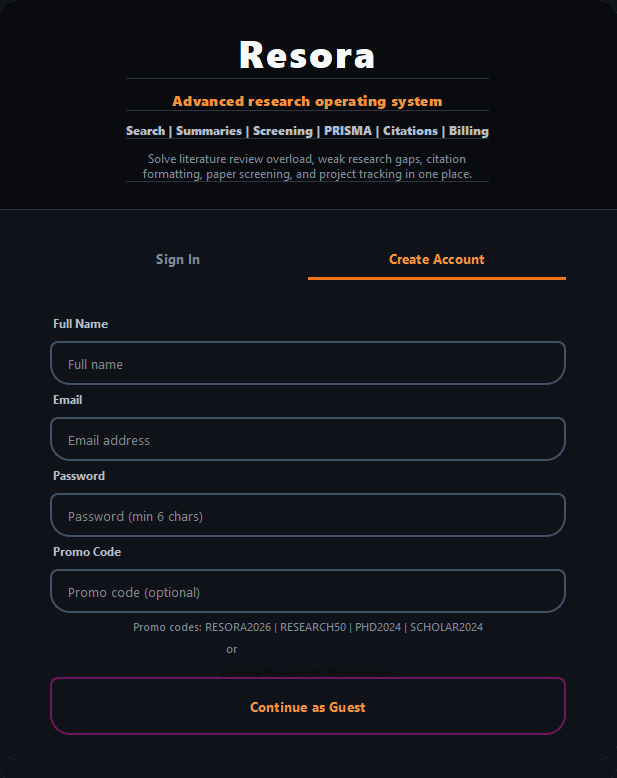 Resora
Advanced research operating system
Search | Summaries | Screening | PRISMA | Citations | Billing
Solve literature review overload, weak research gaps, citation
formatting, paper screening, and project tracking in one place.
Sign In
Create Account
Full Name
Full name
Email
Email address
Password
Password (min 6 chars)
Promo Code
Promo code (optional)
Promo codes: RESORA2026 | RESEARCH50 | PHD2024 | SCHOLAR2024
or
Create Research Workspace
Continue as Guest